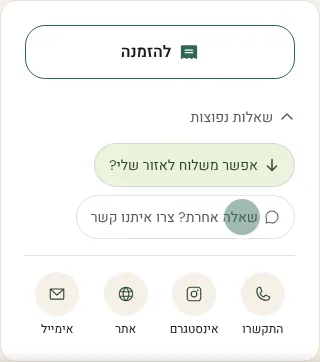 להזמנה
שאלות נפוצות
אפשר משלוח לאזור שלי?
שאלה אחרת? צרו איתנו קשר
התקשרו
אינסטגרם
אתר
אימייל